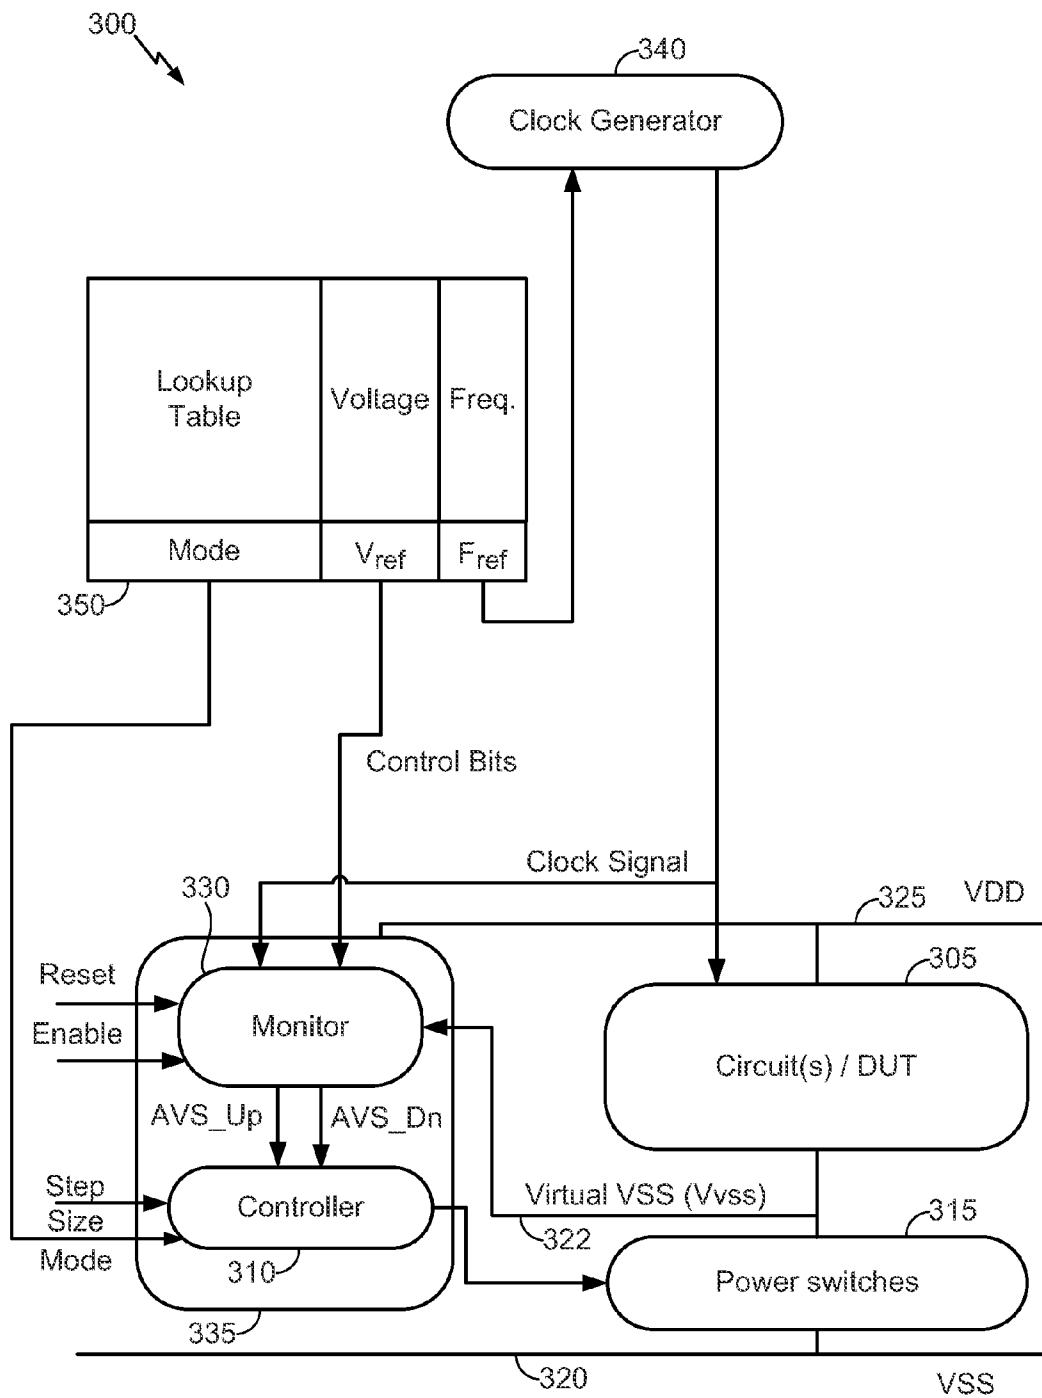 300
340
Clock Generator
Lookup
Table
Voltage
Freq.
Mode
Vref
Fref
350
Control Bits
Clock Signal
330
325
VDD
Reset
305
Enable
Monitor
Circuit(s) / DUT
AVS_Up
AVS_Dn
Step
Size
Mode
Controller
Virtual VSS (Vvss)
322
315
310
Power switches
335
320
VSS